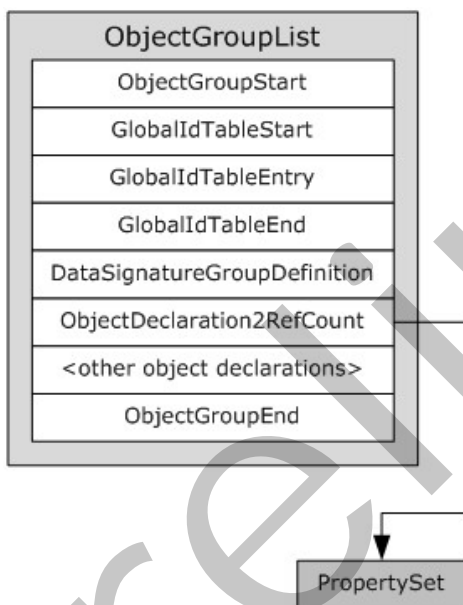 ObjectGroupList
ObjectGroupStart
GlobalIdTableStart
GlobalIdTableEntry
GlobalIdTableEnd
DataSignatureGroupDefinition
ObjectDeclaration2RefCount
<other object declarations>
ObjectGroupEnd
PropertySet